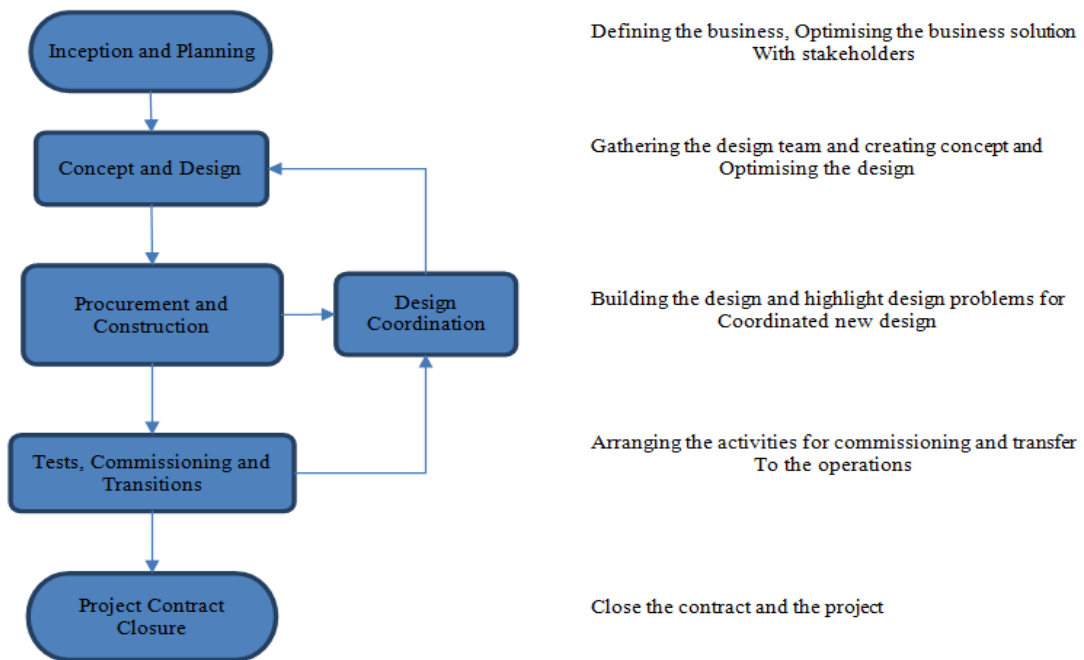 Inception and Planning
Defining the business, Optimising the business solution
With stakeholders
Concept and Design
Gathering the design team and creating concept and
Optimising the design
Procurement and
Construction
Design
Coordination
Building the design and highlight design problems for
Coordinated new design
Tests, Commissioning and
Transitions
Arranging the activities for commissioning and transfer
To the operations
Project Contract
Closure
Close the contract and the project